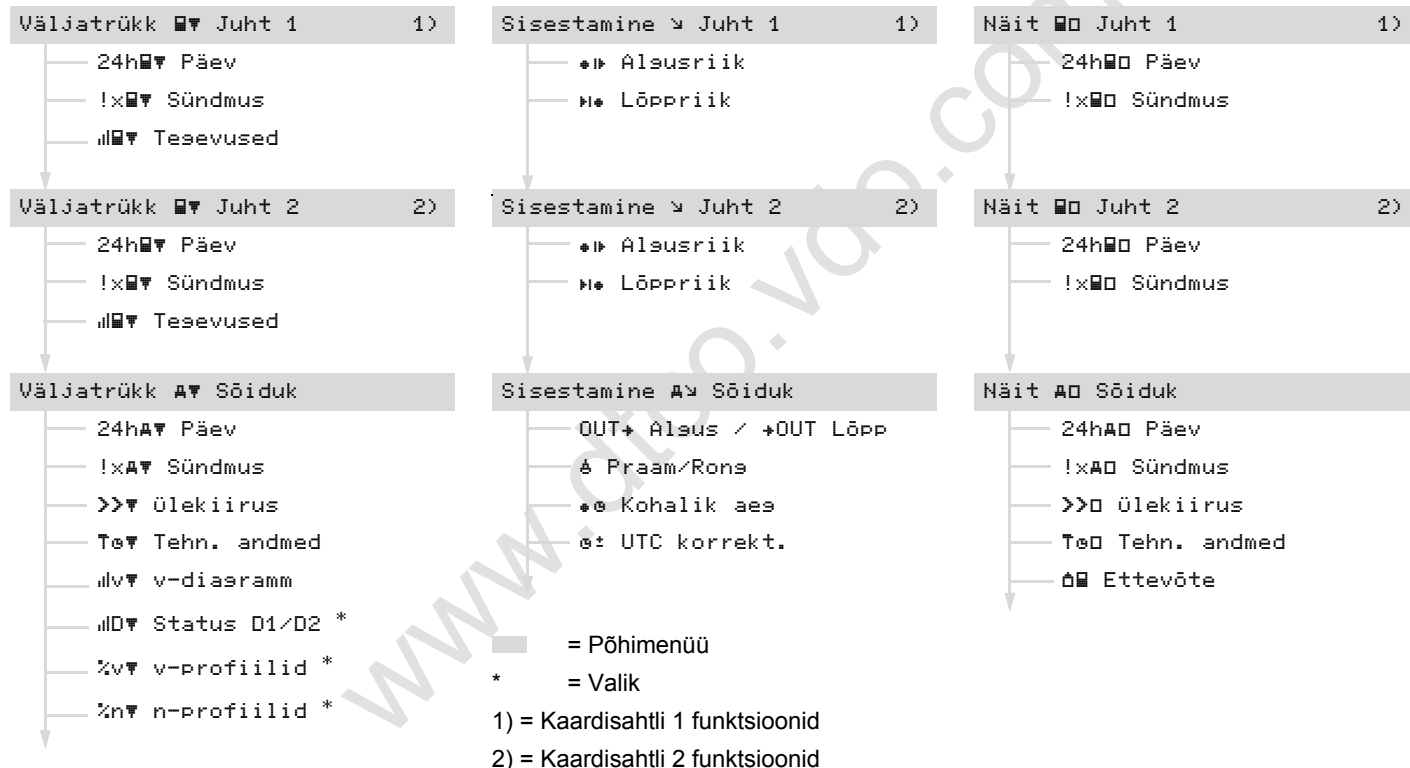 Väljatrükk Juht 1 1)
24h Päev
!x Sündmus
Tegevused
Väljatrükk Juht 2 2)
24h Päev
!x Sündmus
Tegevused
Väljatrükk Sõiduk
24h Päev
!x Sündmus
>> Ülekiirus
Tehn. andmed
v v-diagramm
D Status D1/D2 *
%v v-profiilid *
%n n-profiilid *
Sisestamine Juht 1 1)
Algusriik
Lõppriik
Sisestamine Juht 2 2)
Algusriik
Lõppriik
Sisestamine Sõiduk
OUT Algus / OUT Lõpp
Praam/Rong
Kohalik aeg
UTC korrekt.
Näit Juht 1 1)
24h Päev
!x Sündmus
Näit Juht 2 2)
24h Päev
!x Sündmus
Näit Sõiduk
24h Päev
!x Sündmus
>> Ülekiirus
Tehn. andmed
Ettevõte
= Põhimenüü
* = Valik
1) = Kaardisahtli 1 funktsioonid
2) = Kaardisahtli 2 funktsioonid
www.dtco.vdo.com